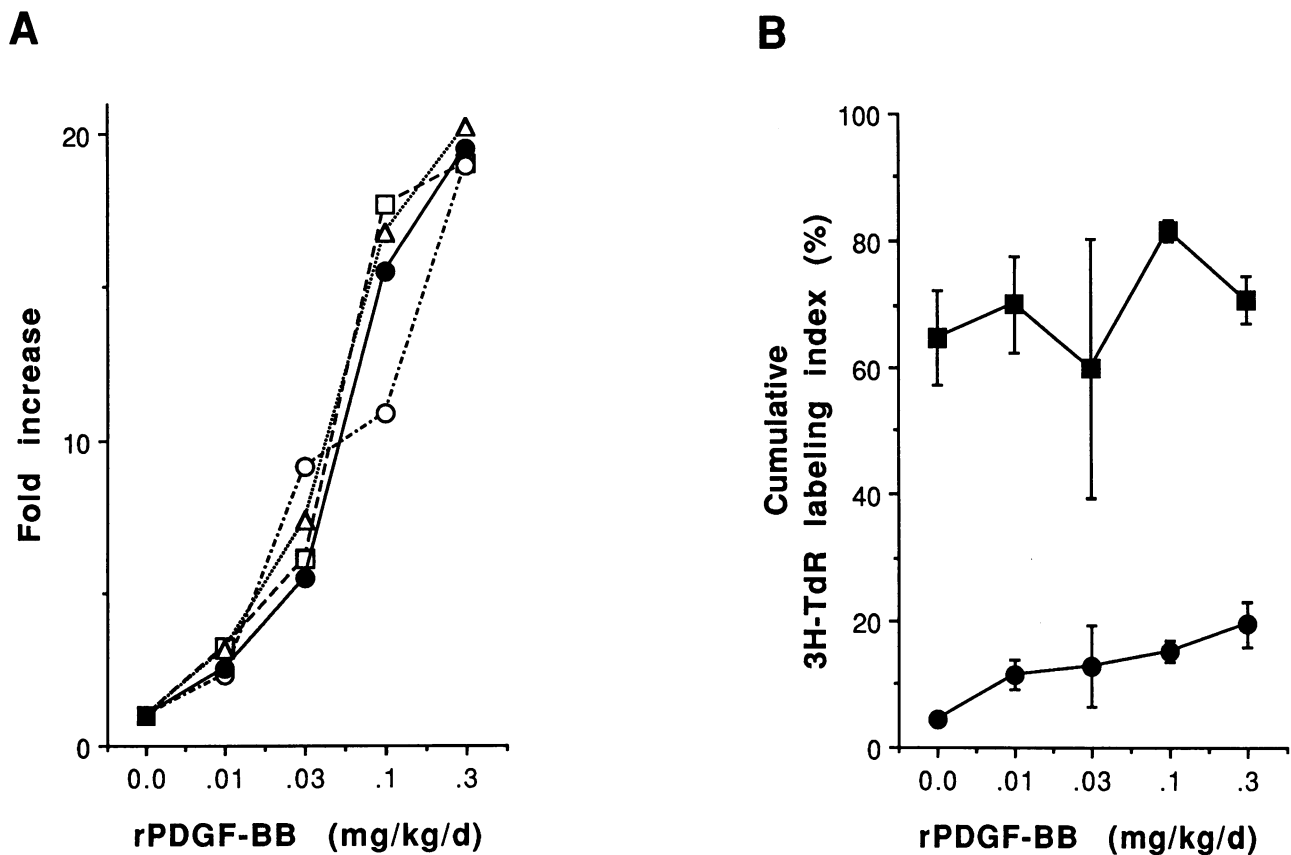 A
20
10
0
Fold increase
0.0 .01 .03 .1 .3
rPDGF-BB (mg/kg/d)
B
100
80
60
40
20
0
Cumulative
3H-TdR labeling index (%)
0.0 .01 .03 .1 .3
rPDGF-BB (mg/kg/d)